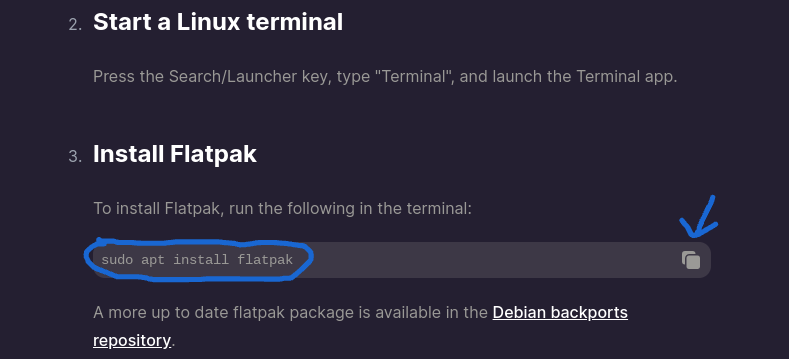 2. Start a Linux terminal
Press the Search/Launcher key, type "Terminal", and launch the Terminal app.
3. Install Flatpak
To install Flatpak, run the following in the terminal:
sudo apt install flatpak
A more up to date flatpak package is available in the Debian backports
repository.